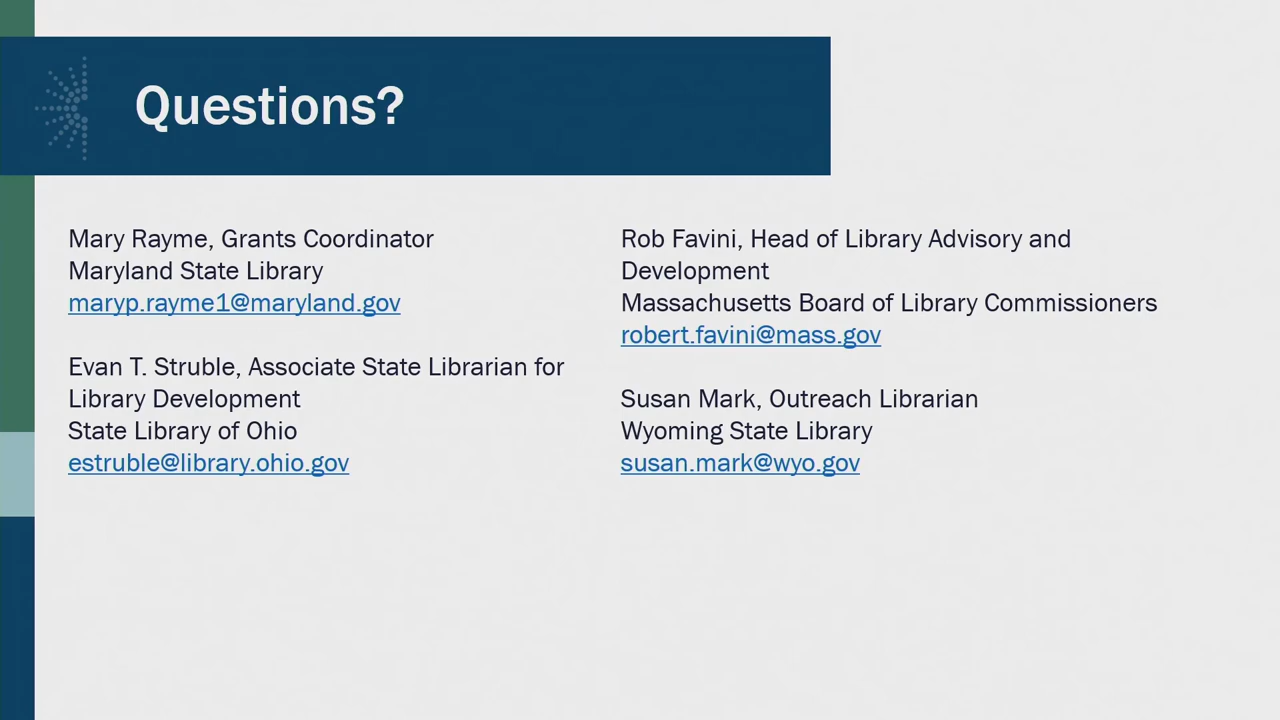 Questions?
Mary Rayme, Grants Coordinator
Maryland State Library
maryp.rayme1@maryland.gov
Evan T. Struble, Associate State Librarian for
Library Development
State Library of Ohio
estruble@library.ohio.gov
Rob Favini, Head of Library Advisory and
Development
Massachusetts Board of Library Commissioners
robert.favini@mass.gov
Susan Mark, Outreach Librarian
Wyoming State Library
susan.mark@wyo.gov